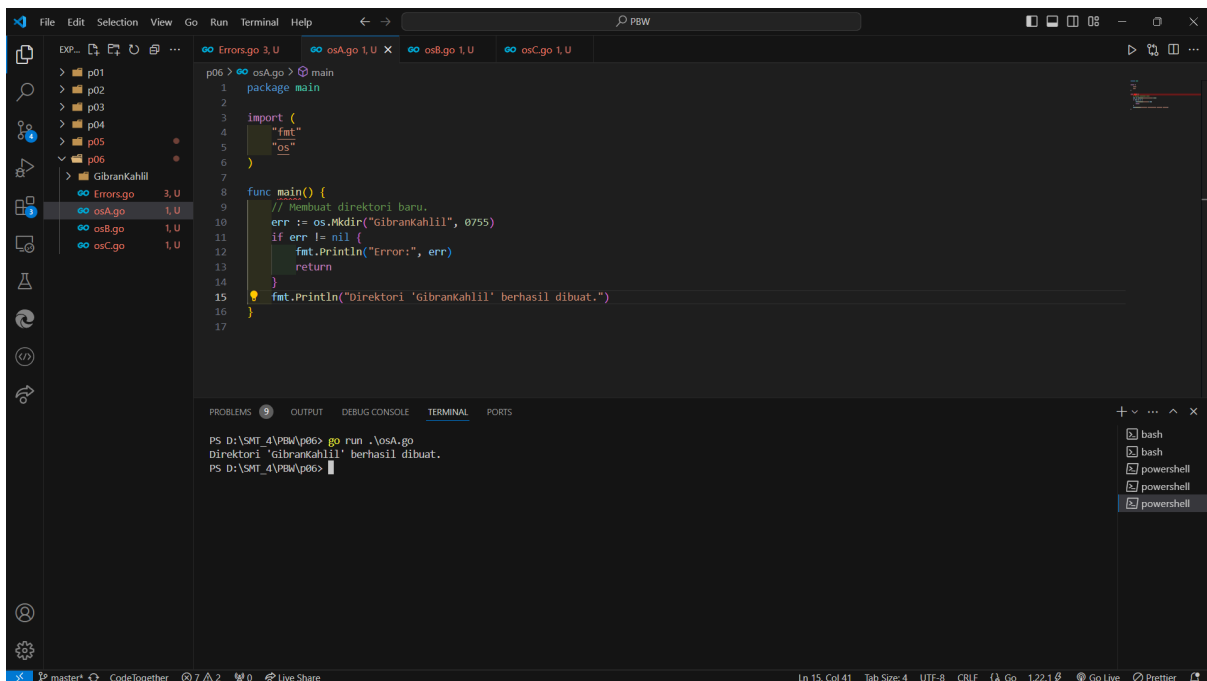 File Edit Selection View Go Run Terminal Help
PBW
EXP...
p01
p02
p03
p04
p05
p06
GibranKahlil
Errors.go 3, U
osA.go 1, U
osB.go 1, U
osC.go 1, U
Errors.go 3, U osA.go 1, U osB.go 1, U osC.go 1, U
p06 > osA.go > main
1 package main
2
3 import (
4 "fmt"
5 "os"
6 )
7
8 func main() {
9 // Membuat direktori baru.
10 err := os.Mkdir("GibranKahlil", 0755)
11 if err != nil {
12 fmt.Println("Error:", err)
13 return
14 }
15 fmt.Println("Direktori 'GibranKahlil' berhasil dibuat.")
16 }
17
PROBLEMS 9 OUTPUT DEBUG CONSOLE TERMINAL PORTS
PS D:\SMT_4\PBW\p06> go run .\osA.go
Direktori 'GibranKahlil' berhasil dibuat.
PS D:\SMT_4\PBW\p06>
bash
bash
powershell
powershell
powershell
4
3
master* CodeTogether 7 2 0 Live Share Ln 15, Col 41 Tab Size: 4 UTF-8 CRLF Go 1.22.1 Go Live Prettier